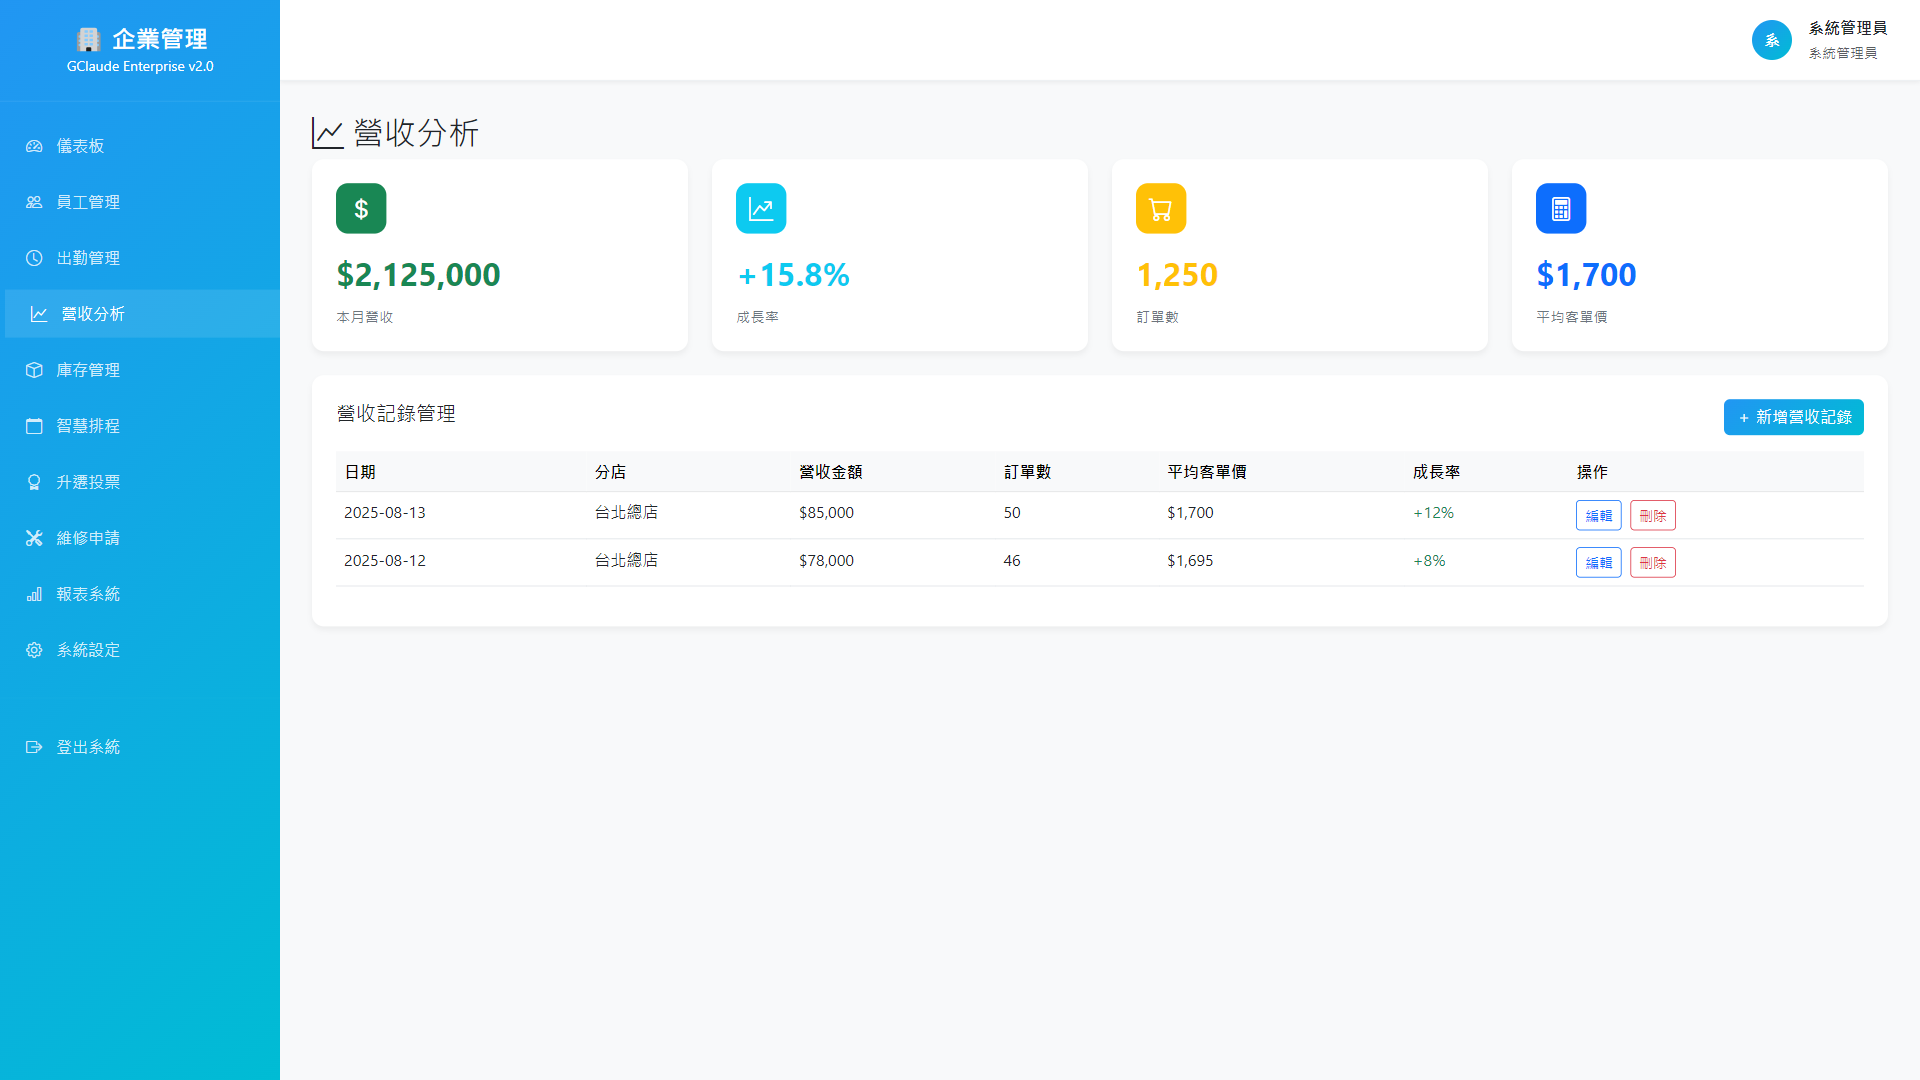 企業管理
GClaude Enterprise v2.0
儀表板
員工管理
出勤管理
營收分析
庫存管理
智慧排程
升遷投票
維修申請
報表系統
系統設定
登出系統
系
系統管理員
系統管理員
營收分析
$
$2,125,000
本月營收
+15.8%
成長率
1,250
訂單數
$1,700
平均客單價
營收記錄管理
+ 新增營收記錄
日期 分店 營收金額 訂單數 平均客單價 成長率 操作
2025-08-13 台北總店 $85,000 50 $1,700 +12% 編輯 刪除
2025-08-12 台北總店 $78,000 46 $1,695 +8% 編輯 刪除